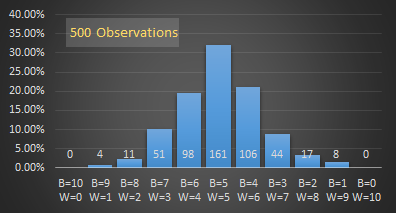 40.00%
500 Observations
35.00%
30.00%
25.00%
20.00%
15.00%
10.00%
5.00%
0.00%
0 4 11 51 98 161 106 44 17 8 0
B=10 B=9 B=8 B=7 B=6 B=5 B=4 B=3 B=2 B=1 B=0
W=0 W=1 W=2 W=3 W=4 W=5 W=6 W=7 W=8 W=9 W=10